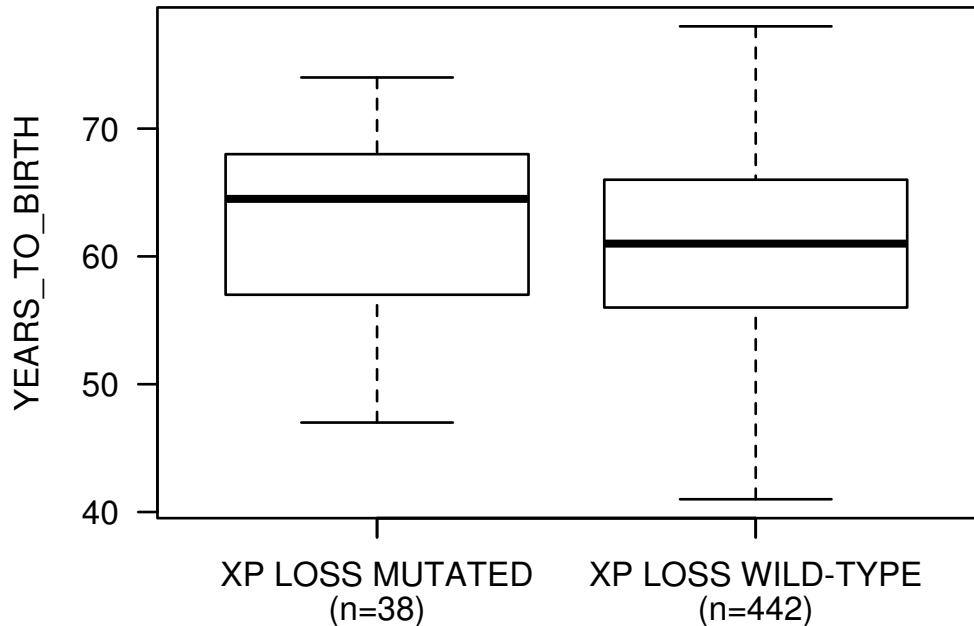 YEARS_TO_BIRTH
70
60
50
40
XP LOSS MUTATED
(n=38)
XP LOSS WILD-TYPE
(n=442)